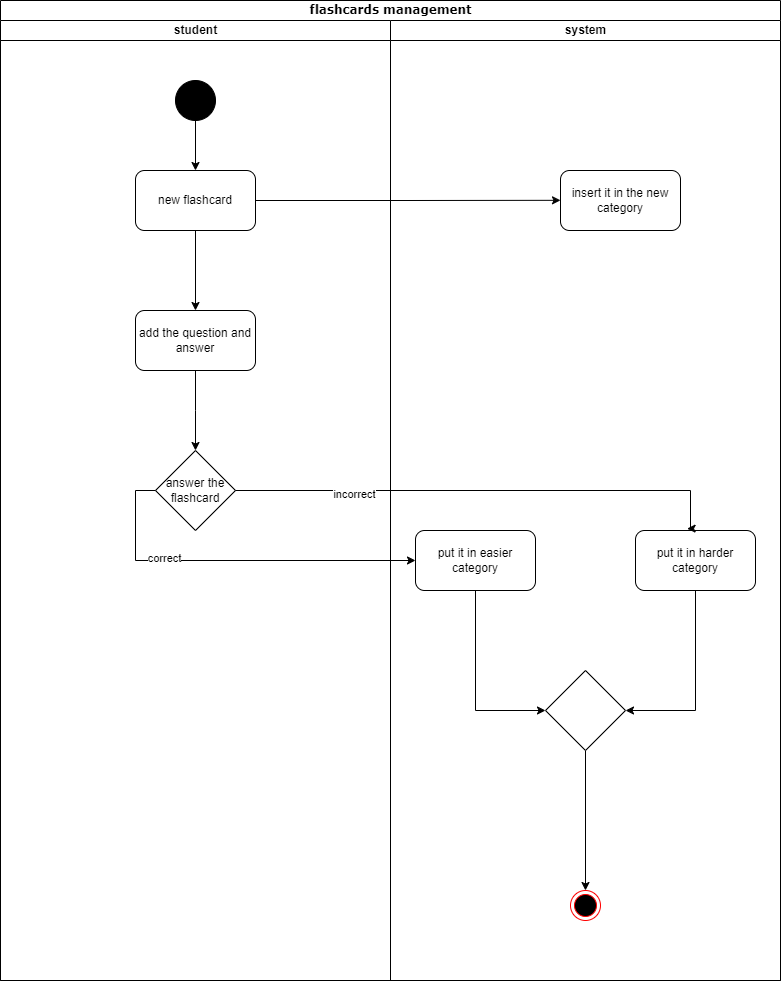 flashcards management
student
system
new flashcard
insert it in the new
category
add the question and
answer
answer the
flashcard
incorrect
correct
put it in easier
category
put it in harder
category